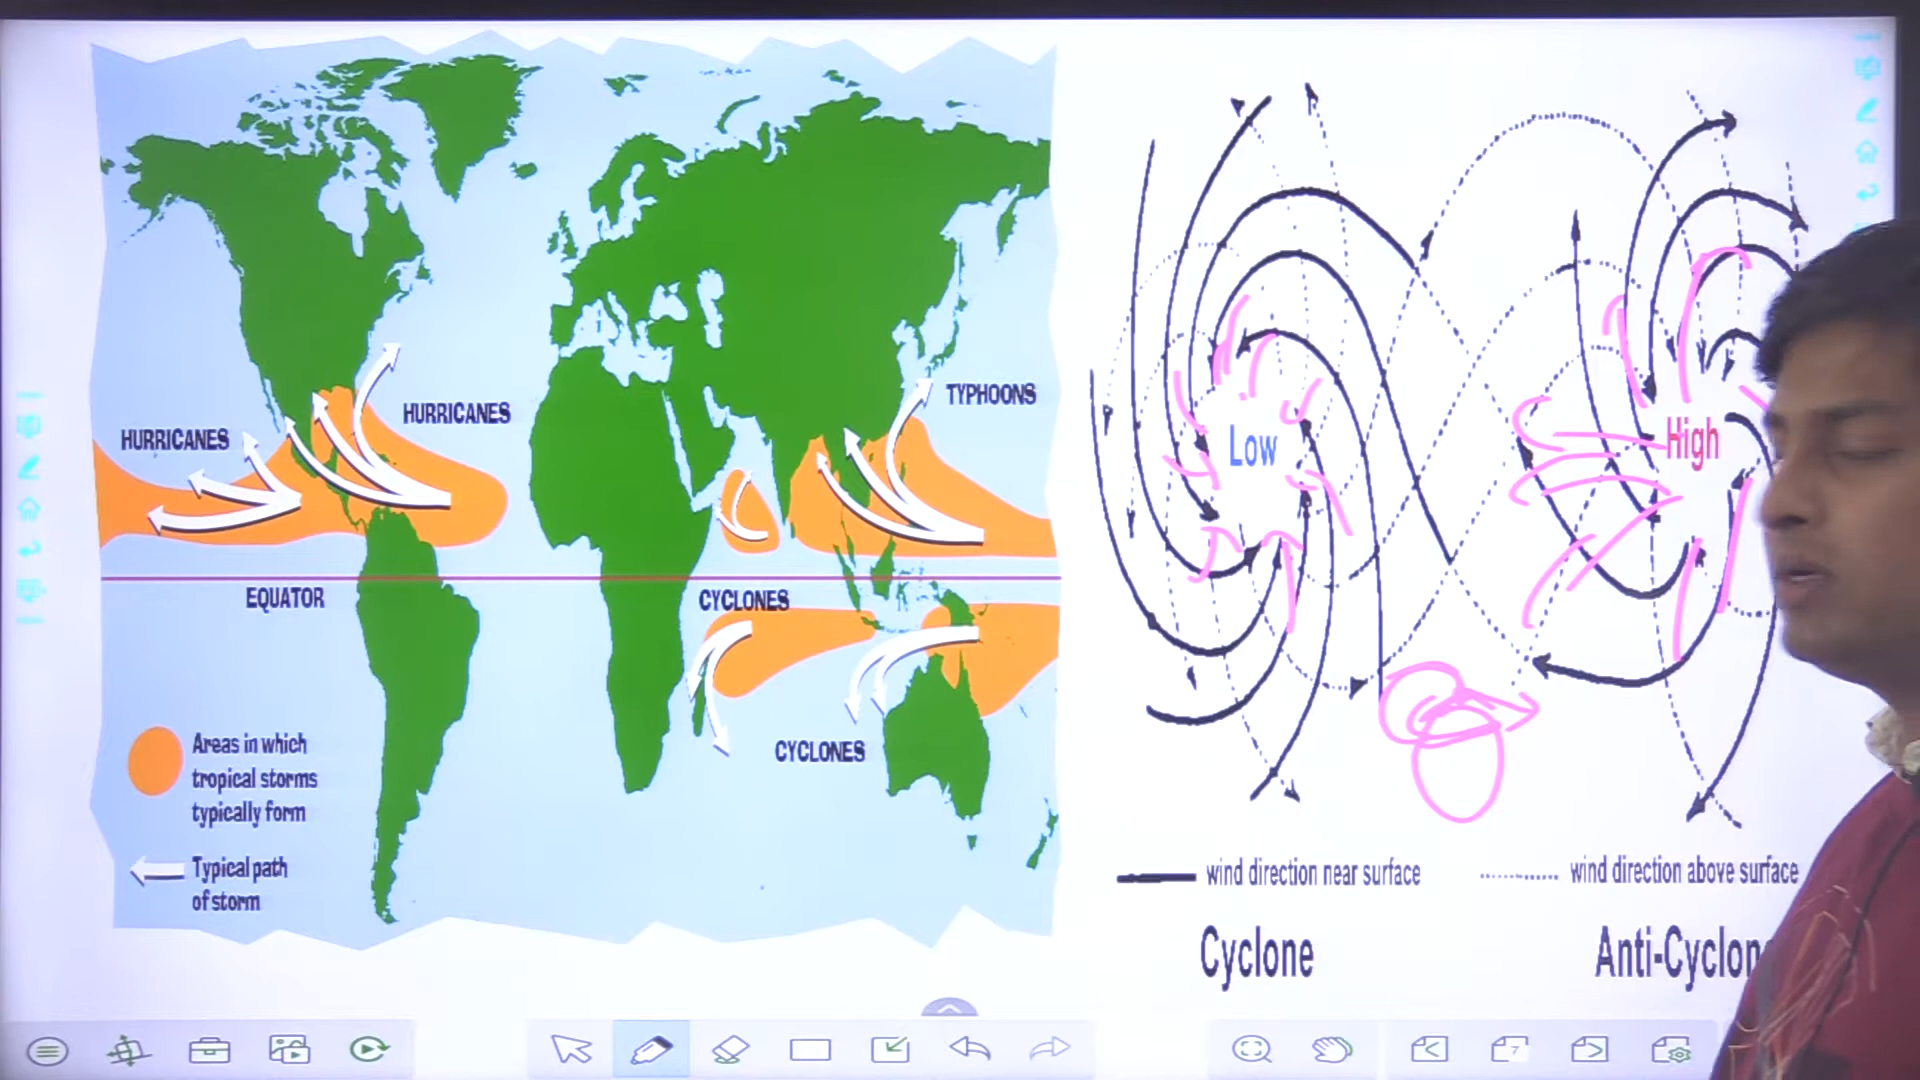 HURRICANES
HURRICANES
TYPHOONS
EQUATOR
CYCLONES
CYCLONES
Areas in which
tropical storms
typically form
Typical path
of storm
Low
High
wind direction near surface
wind direction above surface
Cyclone
Anti-Cyclon
7